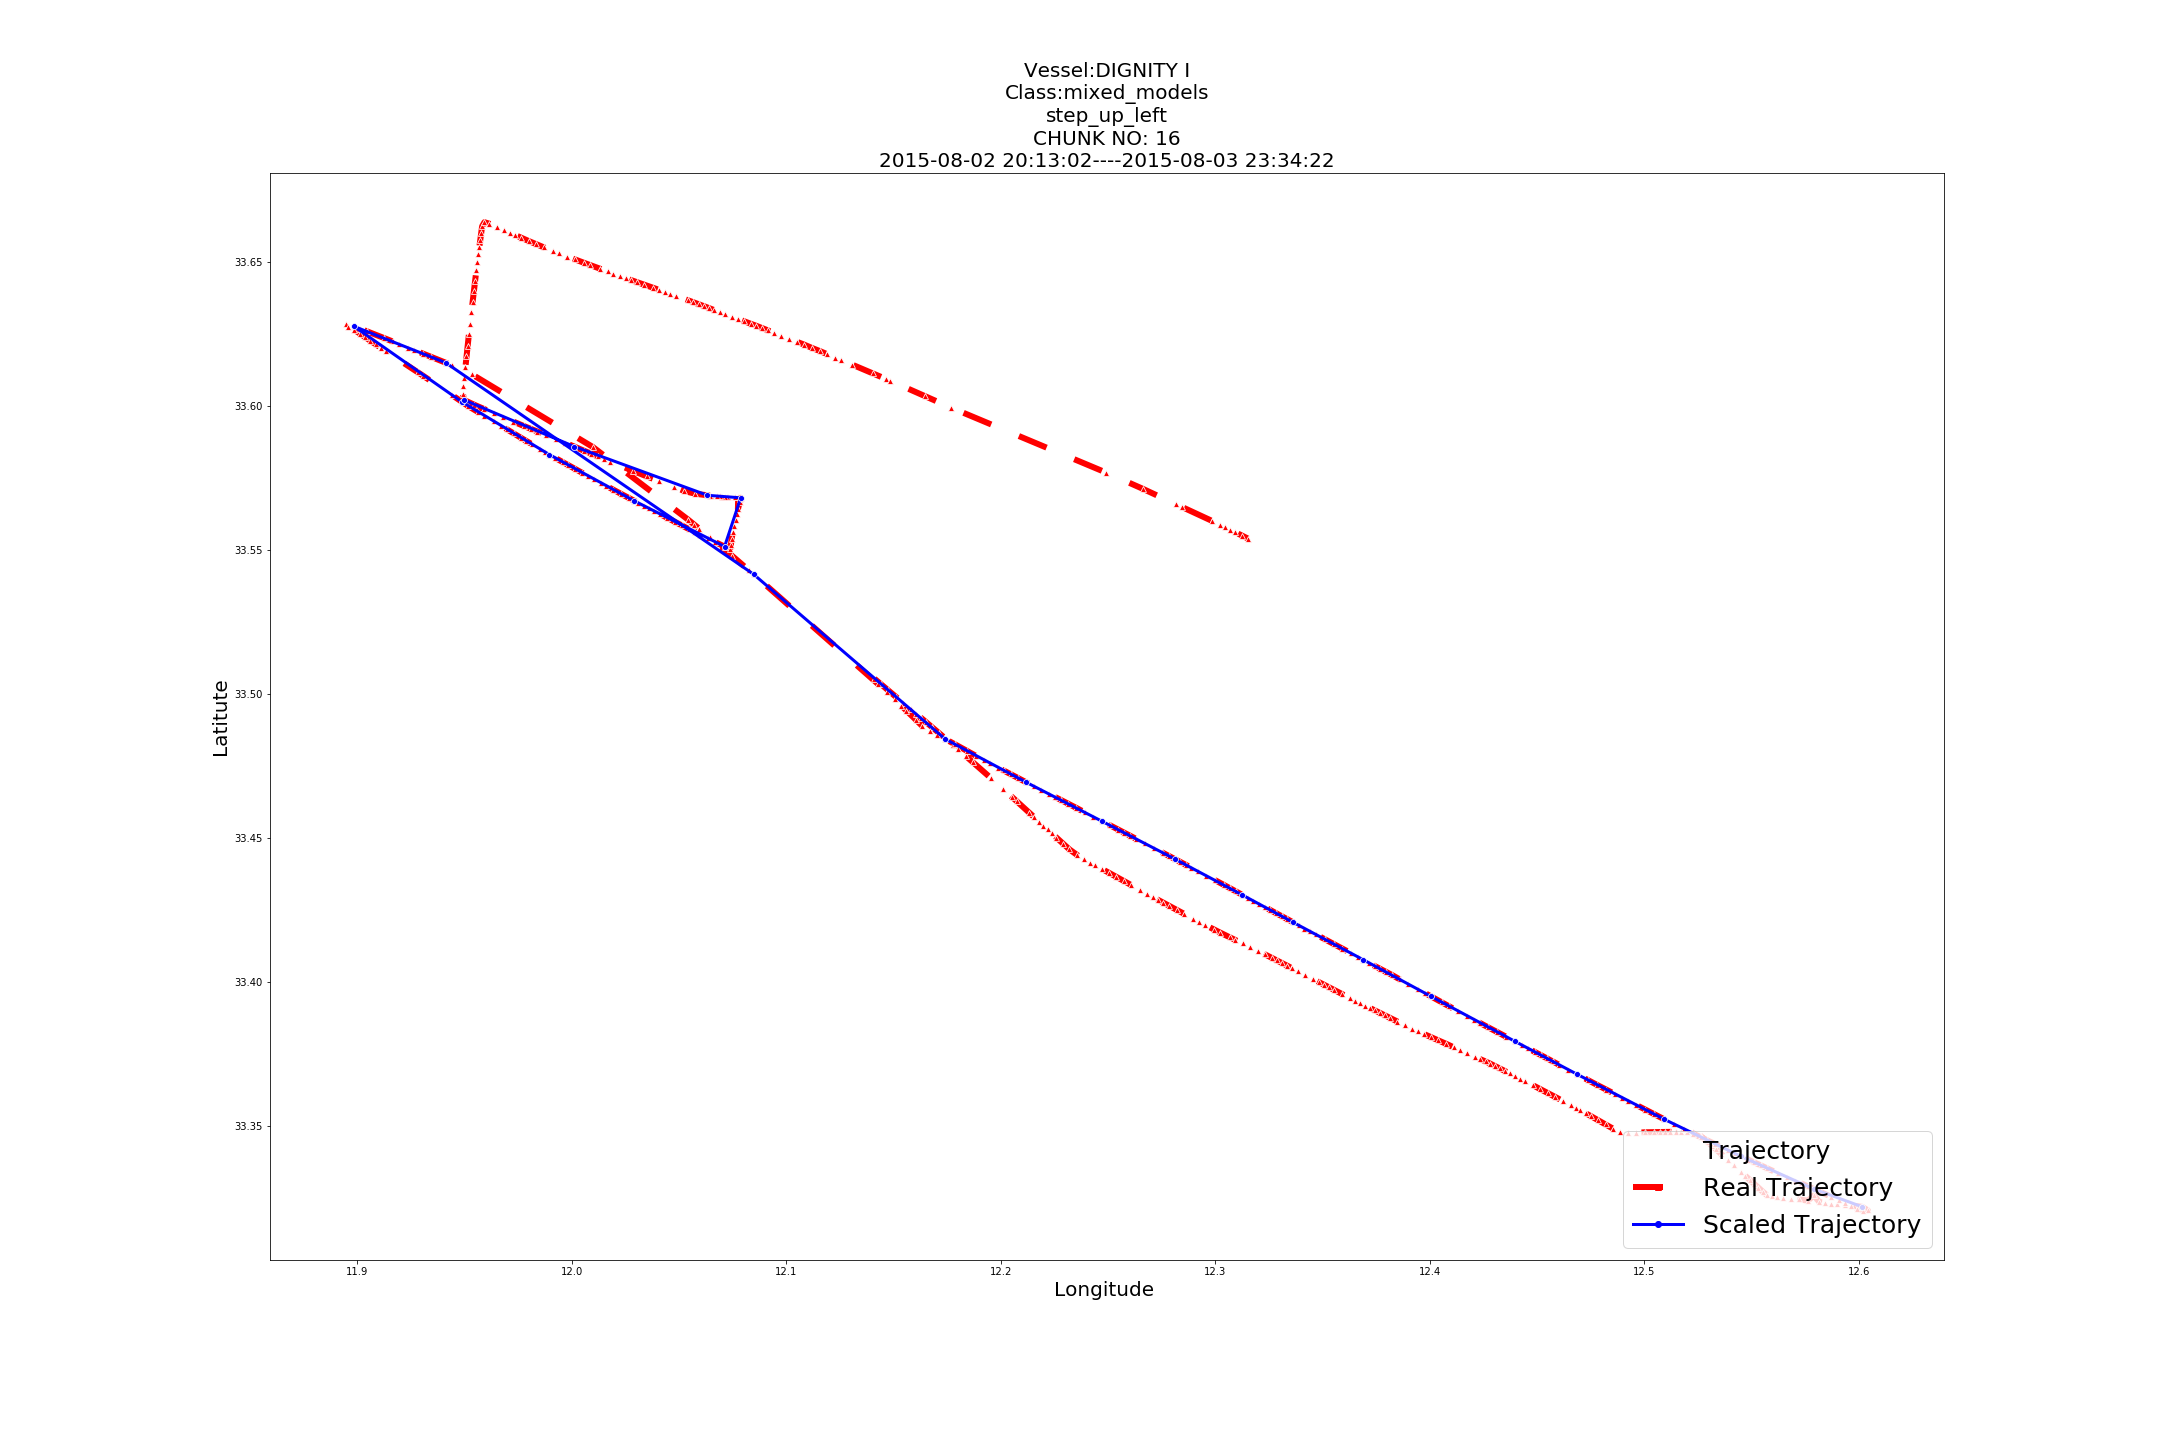 Vessel:DIGNITY I
Class:mixed_models
step_up_left
CHUNK NO: 16
2015-08-02 20:13:02----2015-08-03 23:34:22
Latitute
33.65
33.60
33.55
33.50
33.45
33.40
33.35
Trajectory
Real Trajectory
Scaled Trajectory
11.9 12.0 12.1 12.2 12.3 12.4 12.5 12.6
Longitude